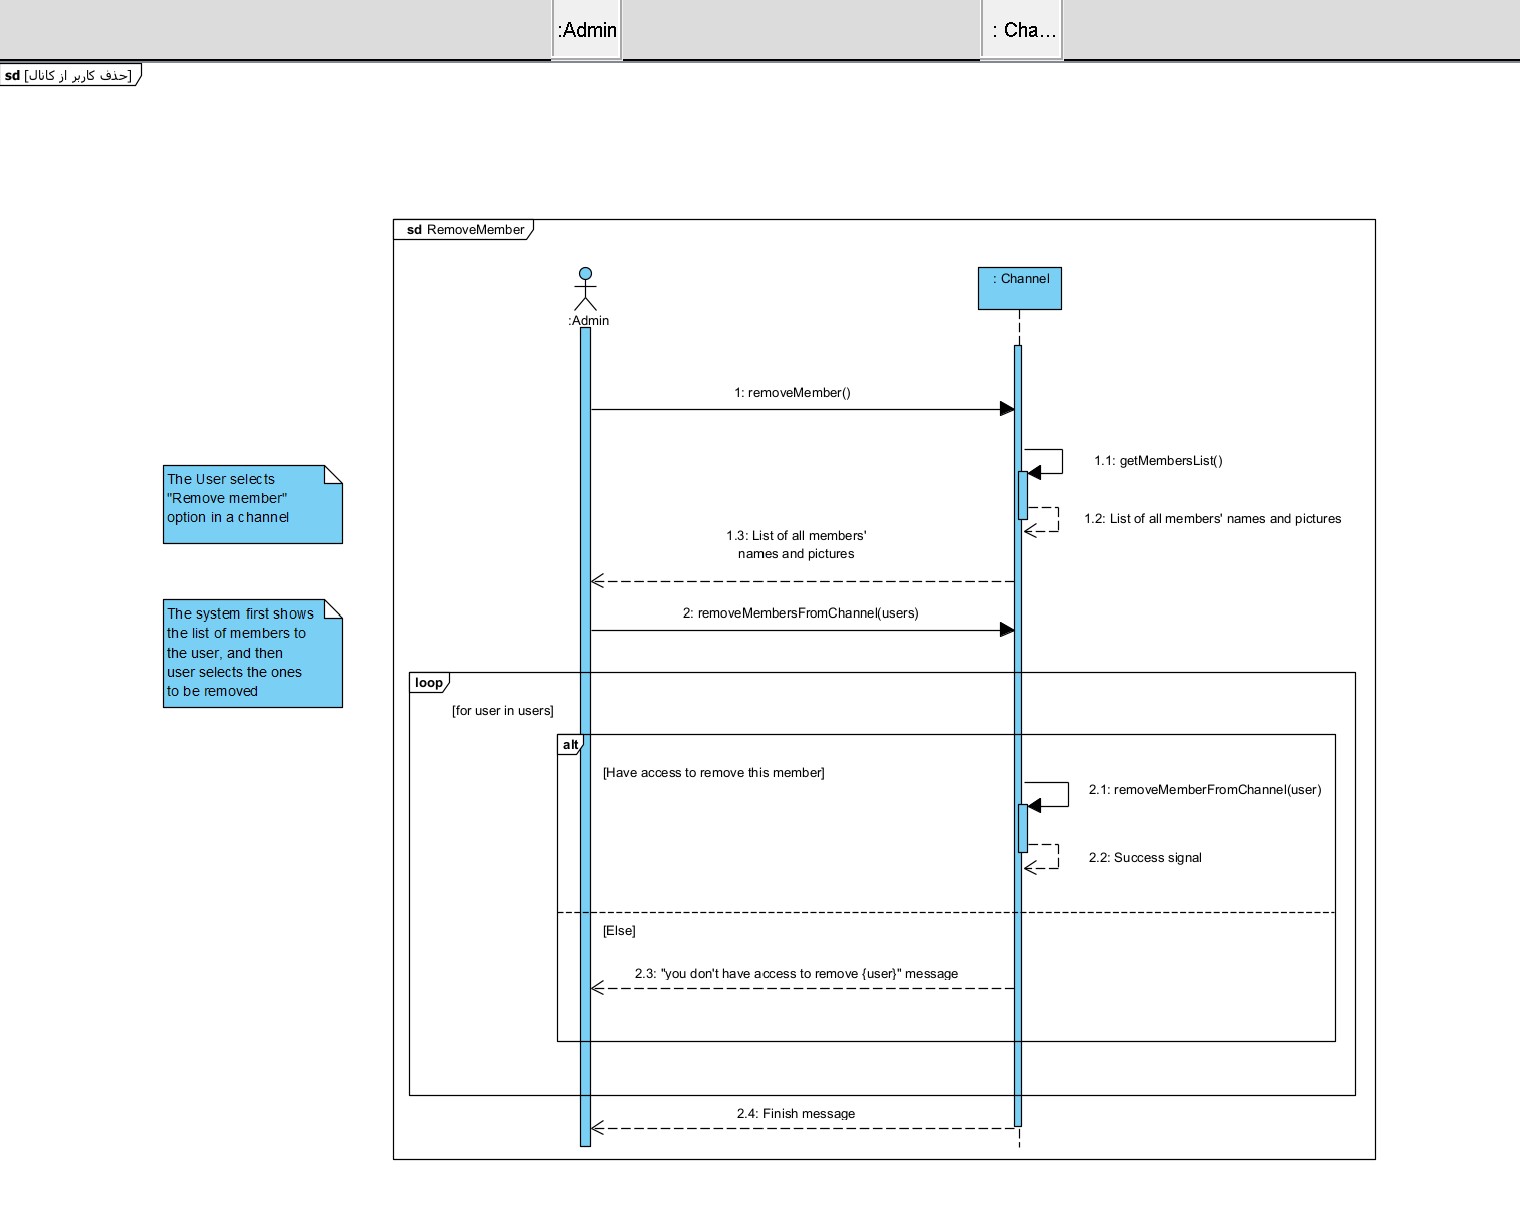 :Admin
: Cha...
sd [حذف کاربر از کانال]
sd RemoveMember
:Admin
: Channel
1: removeMember()
1.1: getMembersList()
The User selects
"Remove member"
option in a channel
1.2: List of all members' names and pictures
1.3: List of all members'
names and pictures
The system first shows
the list of members to
the user, and then
user selects the ones
to be removed
2: removeMembersFromChannel(users)
loop
[for user in users]
alt
[Have access to remove this member]
2.1: removeMemberFromChannel(user)
2.2: Success signal
[Else]
2.3: "you don't have access to remove {user}" message
2.4: Finish message